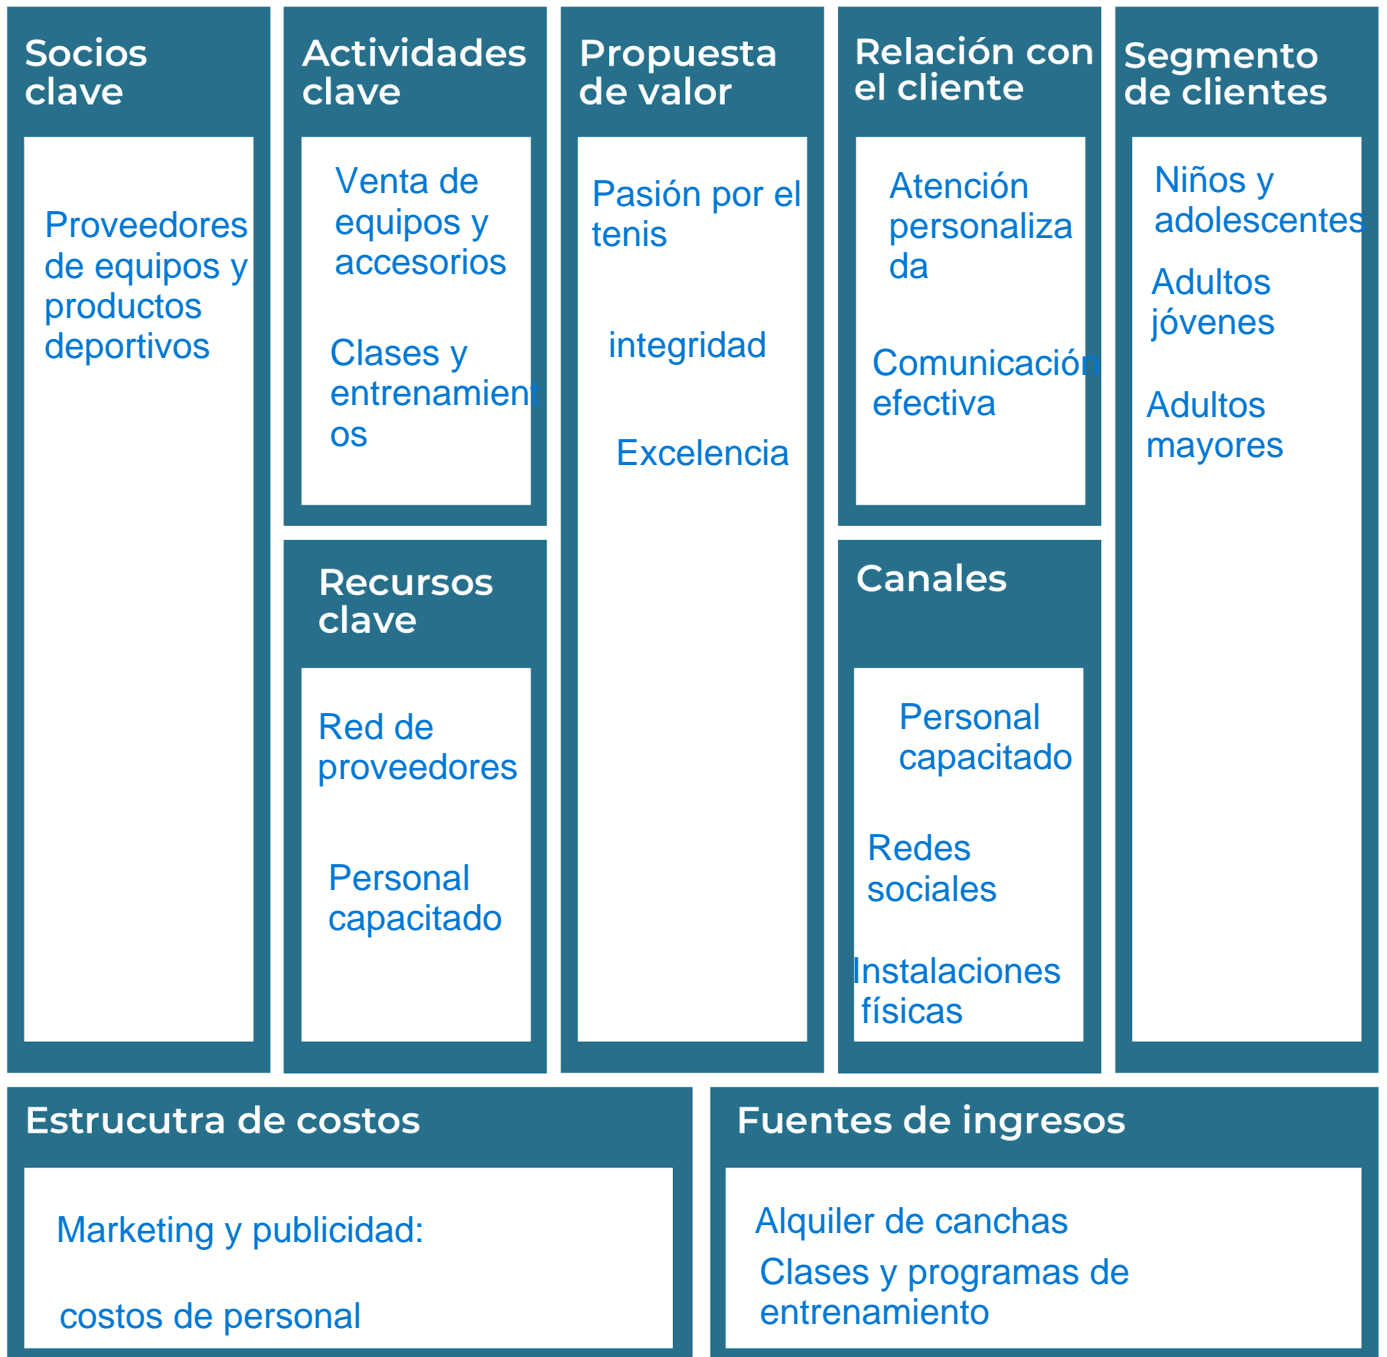 Socios
clave
Proveedores
de equipos y
productos
deportivos
Actividades
clave
Venta de
equipos y
accesorios
Clases y
entrenamient
os
Recursos
clave
Red de
proveedores
Personal
capacitado
Propuesta
de valor
Pasión por el
tenis
integridad
Excelencia
Relación con
el cliente
Atención
personaliza
da
Comunicación
efectiva
Canales
Personal
capacitado
Redes
sociales
Instalaciones
físicas
Segmento
de clientes
Niños y
adolescentes
Adultos
jóvenes
Adultos
mayores
Estrucutra de costos
Marketing y publicidad:
costos de personal
Fuentes de ingresos
Alquiler de canchas
Clases y programas de
entrenamiento